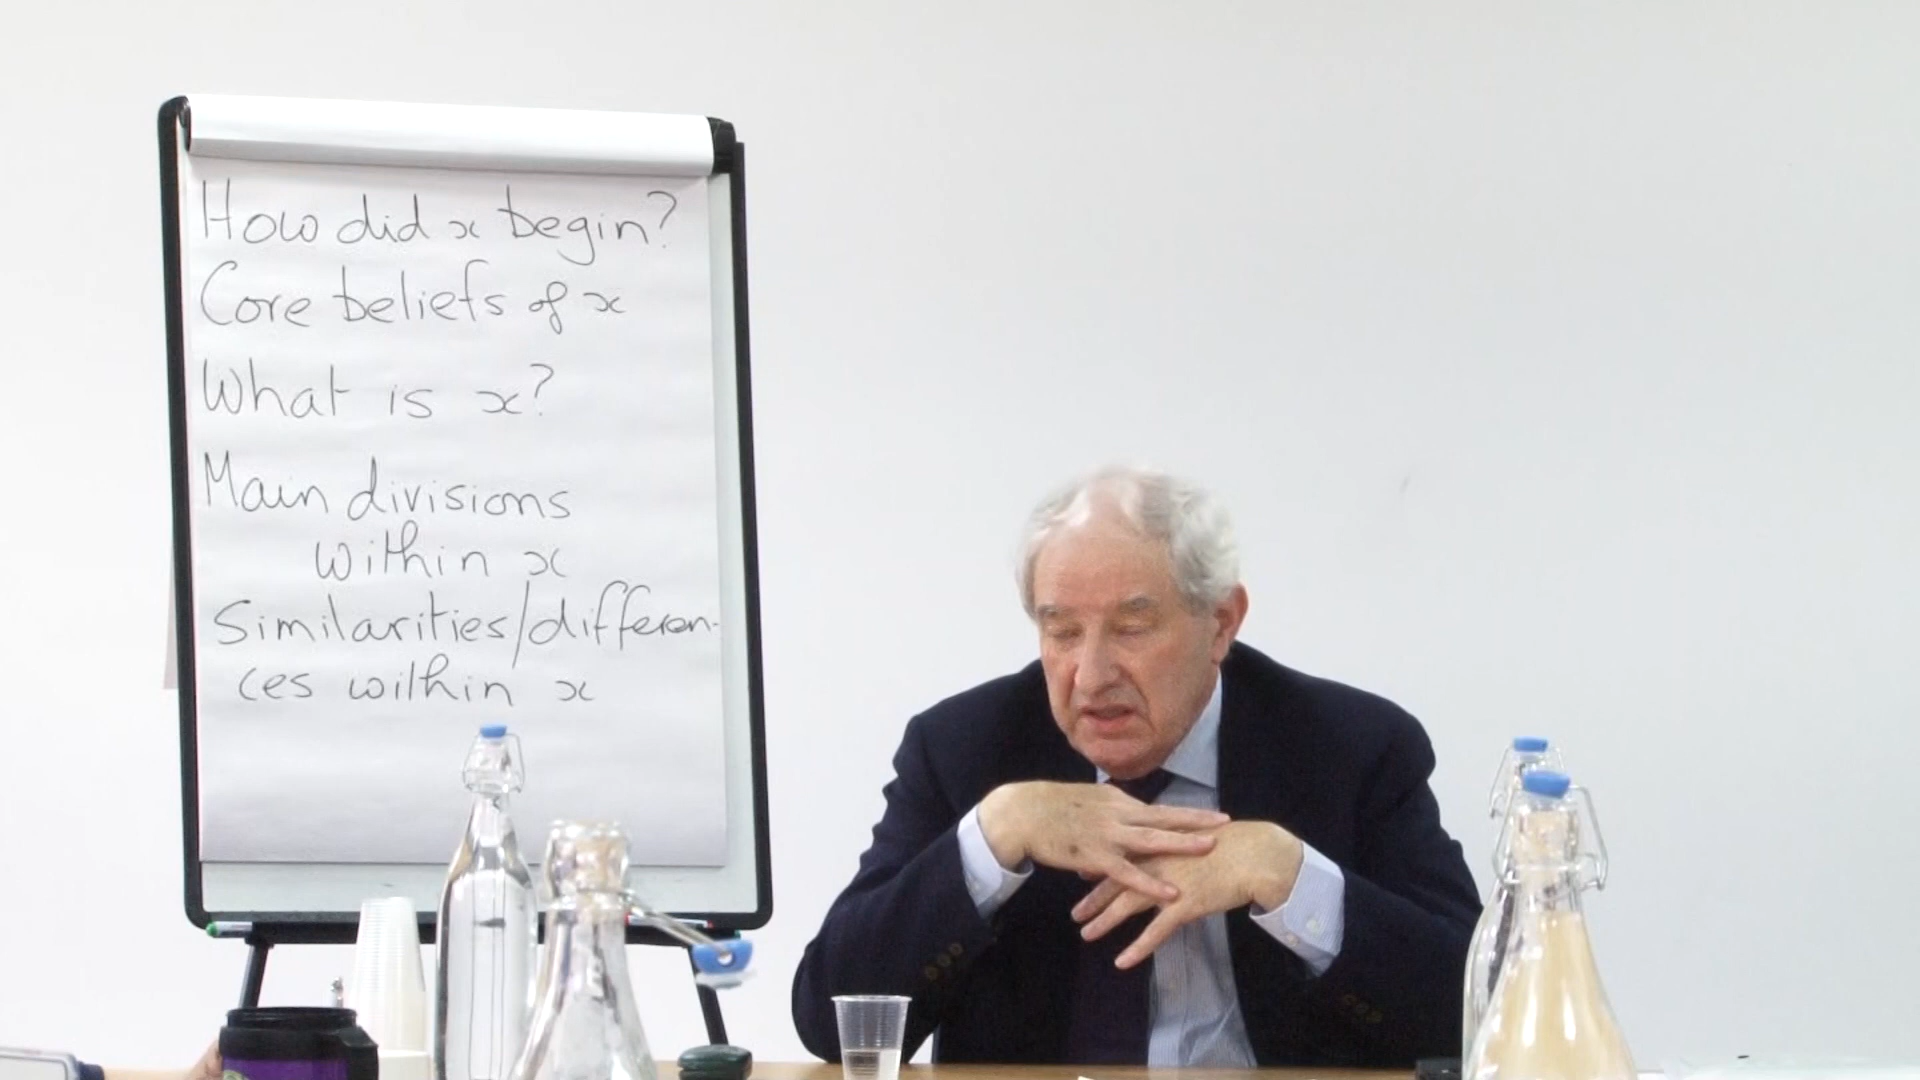 How did x begin?
Core beliefs of x
What is x?
Main divisions
within x
Similarities/differen-
ces within x